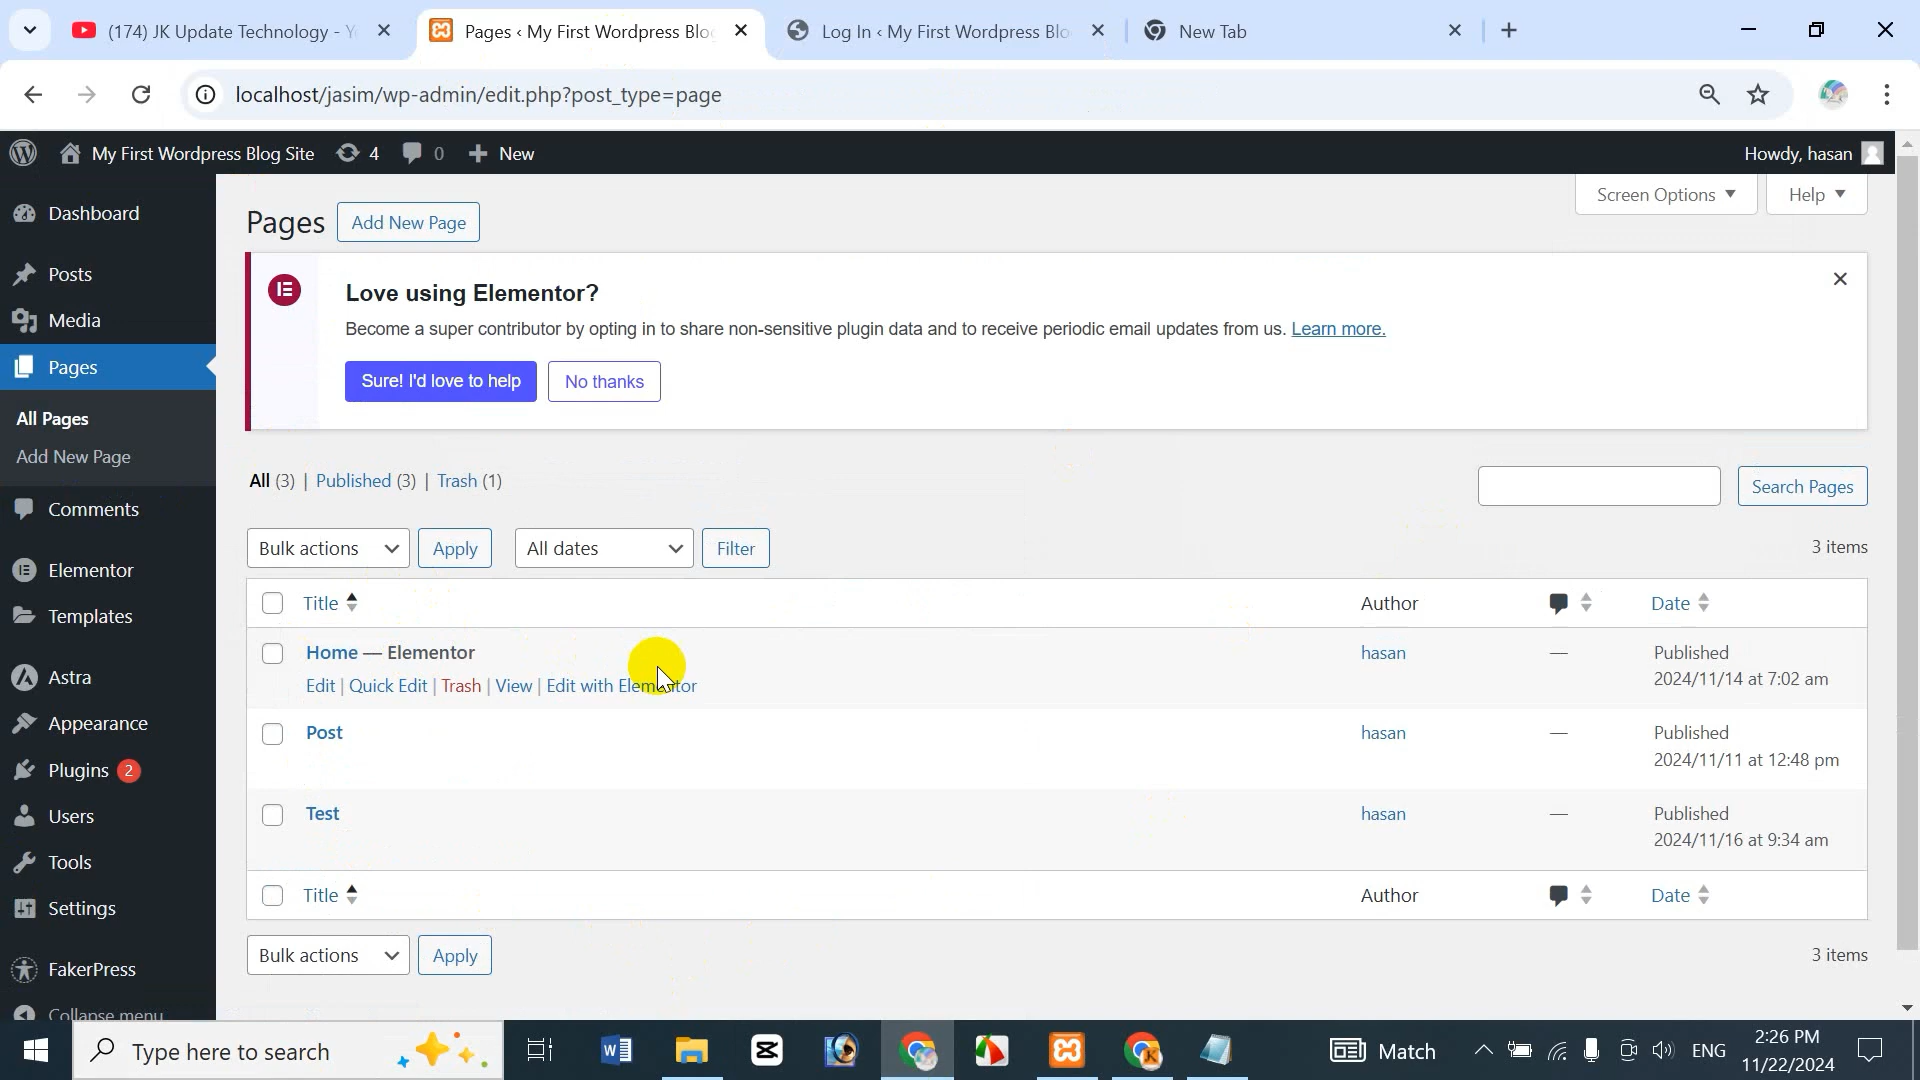 (174) JK Update Technology - Y
Pages ‹ My First Wordpress Blog
Log In ‹ My First Wordpress Blo
New Tab
localhost/jasim/wp-admin/edit.php?post_type=page
My First Wordpress Blog Site
4
0
New
Howdy, hasan
Screen Options
Help
Dashboard
Posts
Media
Pages
All Pages
Add New Page
Comments
Elementor
Templates
Astra
Appearance
Plugins 2
Users
Tools
Settings
FakerPress
Collapse menu
Pages
Add New Page
Love using Elementor?
Become a super contributor by opting in to share non-sensitive plugin data and to receive periodic email updates from us. Learn more.
Sure! I'd love to help
No thanks
All (3) | Published (3) | Trash (1)
Search Pages
Bulk actions
Apply
All dates
Filter
3 items
Title
Author
Date
Home — Elementor
hasan
—
Published
2024/11/14 at 7:02 am
Edit | Quick Edit | Trash | View | Edit with Elementor
Post
hasan
—
Published
2024/11/11 at 12:48 pm
Test
hasan
—
Published
2024/11/16 at 9:34 am
Title
Author
Date
Bulk actions
Apply
3 items
Type here to search
Match
ENG
2:26 PM
11/22/2024